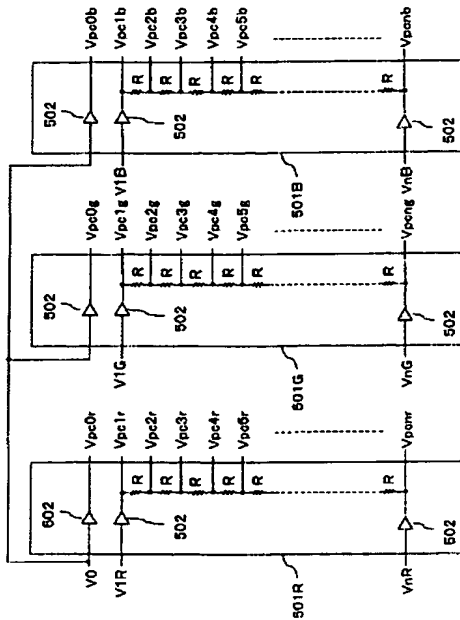 V0
602
Vpc0r
502
Vpc0g
502
Vpc0b
V1R
Vpc1r
V1G
Vpc1g
V1B
Vpc1b
502
R
Vpc2r
502
R
Vpc2g
502
R
Vpc2b
R
Vpc3r
R
Vpc3g
R
Vpc3b
R
Vpc4r
R
Vpc4g
R
Vpc4b
R
Vpc5r
R
Vpc5g
R
Vpc5b
R
R
R
R
R
R
VnR
Vpcnr
VnG
Vpcng
VnB
Vpcnb
502
502
502
501R
501G
501B